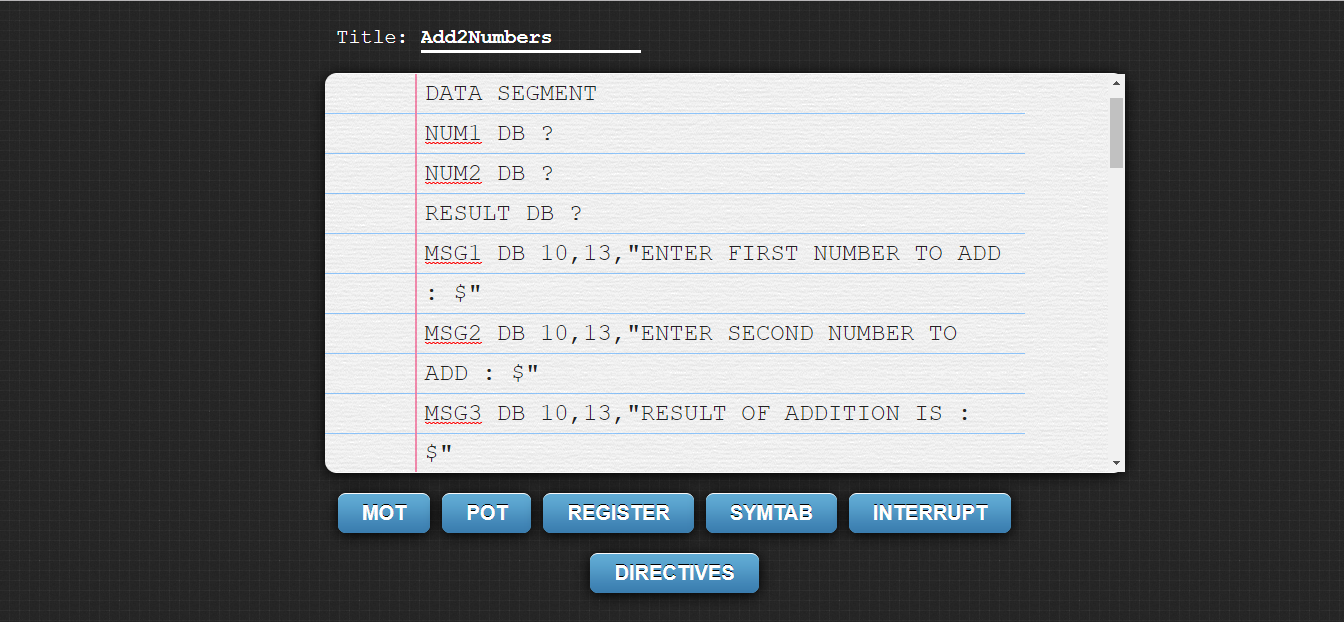 Title: Add2Numbers
DATA SEGMENT
NUM1 DB ?
NUM2 DB ?
RESULT DB ?
MSG1 DB 10,13,"ENTER FIRST NUMBER TO ADD
: $"
MSG2 DB 10,13,"ENTER SECOND NUMBER TO
ADD : $"
MSG3 DB 10,13,"RESULT OF ADDITION IS :
$"
MOT POT REGISTER SYMTAB INTERRUPT
DIRECTIVES